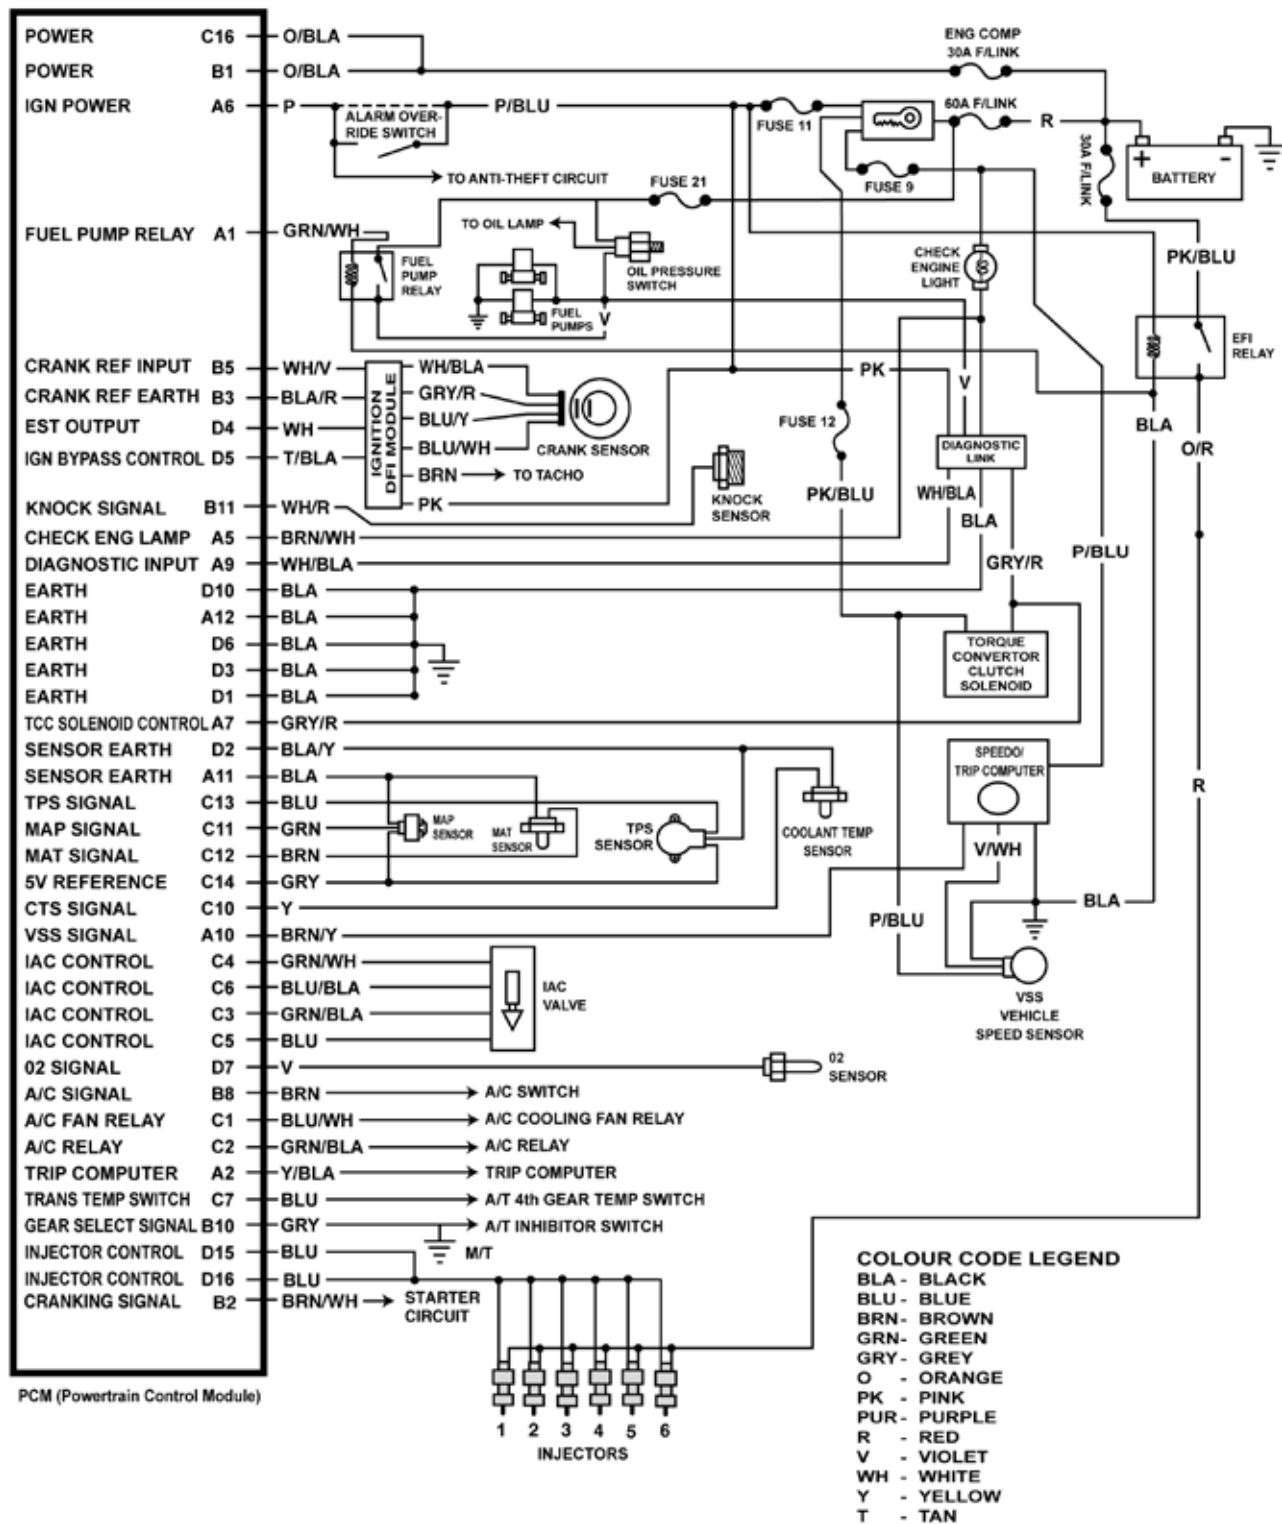 POWER C16 O/BLA
POWER B1 O/BLA
IGN POWER A6 P
ALARM OVER-
RIDE SWITCH
P/BLU
FUSE 11
ENG COMP
30A F/LINK
60A F/LINK
R
30A F/LINK
+ -
BATTERY
TO ANTI-THEFT CIRCUIT
FUSE 21
FUSE 9
FUEL PUMP RELAY A1 GRN/WH
TO OIL LAMP
OIL PRESSURE
SWITCH
FUEL
PUMP
RELAY
FUEL
PUMPS
V
CHECK
ENGINE
LIGHT
PK/BLU
EFI
RELAY
CRANK REF INPUT B5 WH/V
CRANK REF EARTH B3 BLA/R
EST OUTPUT D4 WH
IGN BYPASS CONTROL D5 T/BLA
IGNITION
DFI MODULE
WH/BLA
GRY/R
BLU/Y
BLU/WH
BRN
TO TACHO
PK
CRANK SENSOR
PK
V
FUSE 12
DIAGNOSTIC
LINK
BLA
O/R
PK/BLU
WH/BLA
BLA
GRY/R
P/BLU
KNOCK
SENSOR
KNOCK SIGNAL B11 WH/R
CHECK ENG LAMP A5 BRN/WH
DIAGNOSTIC INPUT A9 WH/BLA
EARTH D10 BLA
EARTH A12 BLA
EARTH D6 BLA
EARTH D3 BLA
EARTH D1 BLA
TORQUE
CONVERTOR
CLUTCH
SOLENOID
TCC SOLENOID CONTROL A7 GRY/R
SENSOR EARTH D2 BLA/Y
SENSOR EARTH A11 BLA
TPS SIGNAL C13 BLU
MAP SIGNAL C11 GRN
MAT SIGNAL C12 BRN
5V REFERENCE C14 GRY
CTS SIGNAL C10 Y
VSS SIGNAL A10 BRN/Y
MAP
SENSOR
MAT
SENSOR
TPS
SENSOR
COOLANT TEMP
SENSOR
SPEEDO/
TRIP COMPUTER
V/WH
R
P/BLU
BLA
VSS
VEHICLE
SPEED SENSOR
IAC CONTROL C4 GRN/WH
IAC CONTROL C6 BLU/BLA
IAC CONTROL C3 GRN/BLA
IAC CONTROL C5 BLU
IAC
VALVE
02 SIGNAL D7 V
02
SENSOR
A/C SIGNAL B8 BRN A/C SWITCH
A/C FAN RELAY C1 BLU/WH A/C COOLING FAN RELAY
A/C RELAY C2 GRN/BLA A/C RELAY
TRIP COMPUTER A2 Y/BLA TRIP COMPUTER
TRANS TEMP SWITCH C7 BLU A/T 4th GEAR TEMP SWITCH
GEAR SELECT SIGNAL B10 GRY A/T INHIBITOR SWITCH
M/T
INJECTOR CONTROL D15 BLU
INJECTOR CONTROL D16 BLU
CRANKING SIGNAL B2 BRN/WH
STARTER
CIRCUIT
1 2 3 4 5 6
INJECTORS
PCM (Powertrain Control Module)
COLOUR CODE LEGEND
BLA - BLACK
BLU - BLUE
BRN - BROWN
GRN - GREEN
GRY - GREY
O - ORANGE
PK - PINK
PUR - PURPLE
R - RED
V - VIOLET
WH - WHITE
Y - YELLOW
T - TAN